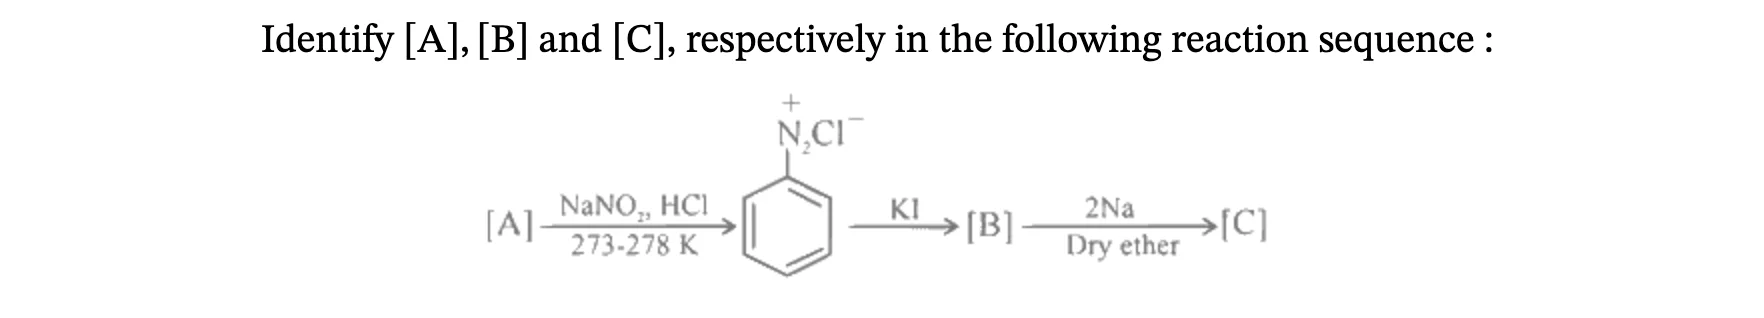 Identify [A], [B] and [C], respectively in the following reaction sequence :
+
N₂Cl⁻
[A] NaNO₂, HCl KI [B] 2Na [C]
273-278 K Dry ether